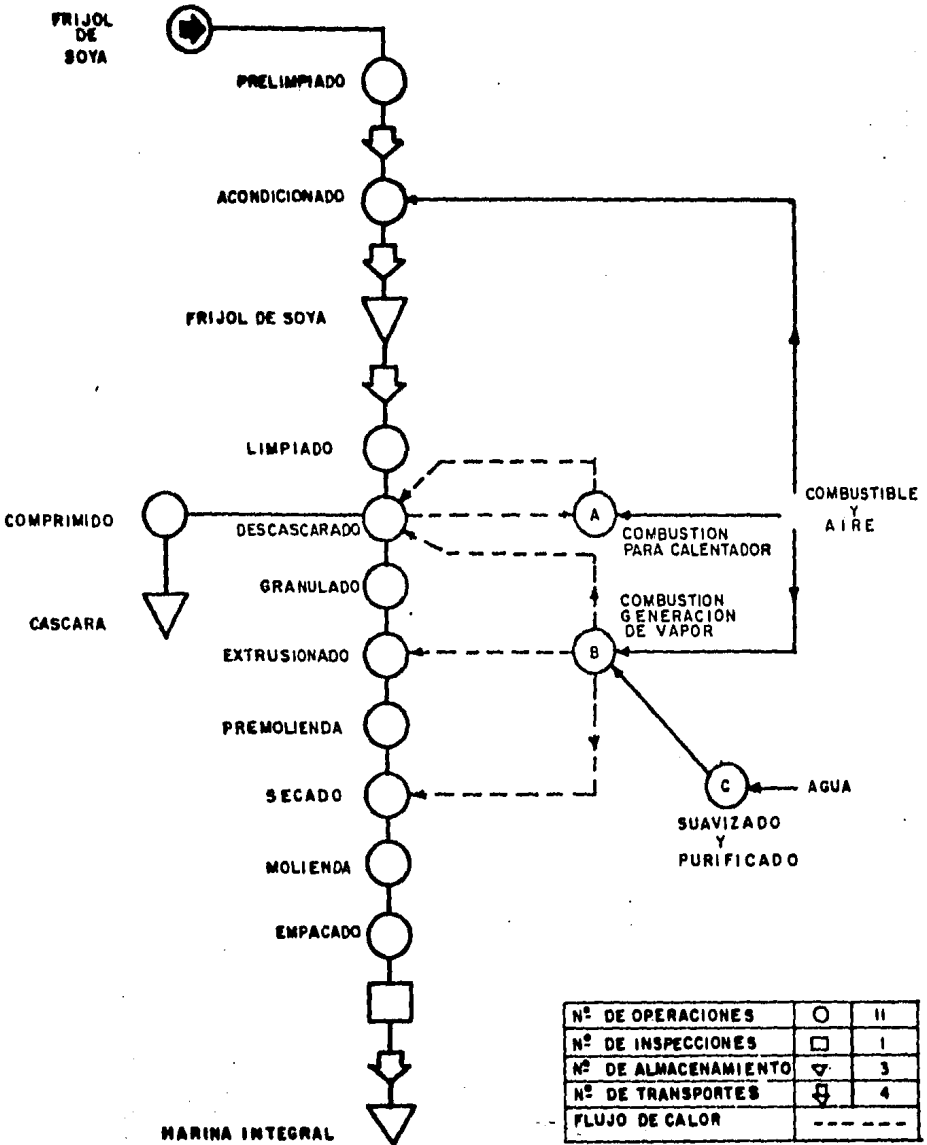 FRIJOL
DE
SOYA
PRELIMPIADO
ACONDICIONADO
FRIJOL DE SOYA
LIMPIADO
COMPRIMIDO
DESCASCARADO
A
COMBUSTION
PARA CALENTADOR
COMBUSTIBLE
Y
AIRE
GRANULADO
CASCARA
COMBUSTION
GENERACION
DE VAPOR
EXTRUSIONADO
B
PREMOLIENDA
SECADO
C
AGUA
SUAVIZADO
Y
PURIFICADO
MOLIENDA
EMPACADO
Nº DE OPERACIONES 11
Nº DE INSPECCIONES 1
Nº DE ALMACENAMIENTO 3
Nº DE TRANSPORTES 4
FLUJO DE CALOR
HARINA INTEGRAL